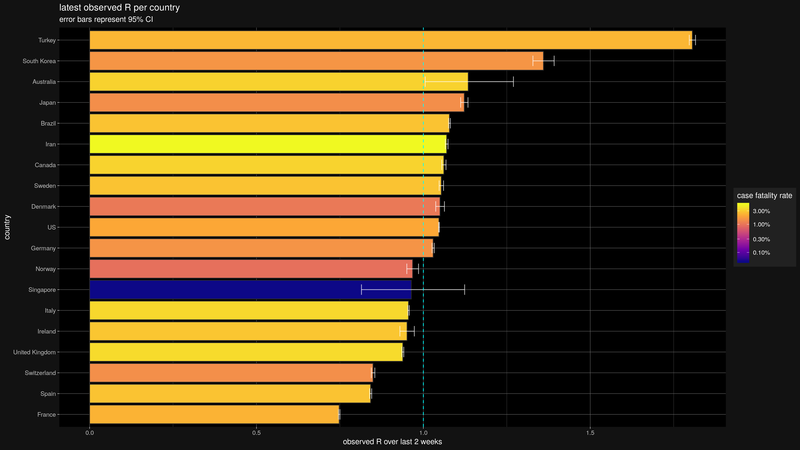 latest observed R per country
error bars represent 95% CI
Turkey
South Korea
Australia
Japan
Brazil
Iran
Canada
Sweden
Denmark
US
Germany
Norway
Singapore
Italy
Ireland
United Kingdom
Switzerland
Spain
France
country
0.0 0.5 1.0 1.5
observed R over last 2 weeks
case fatality rate
3.00%
1.00%
0.30%
0.10%